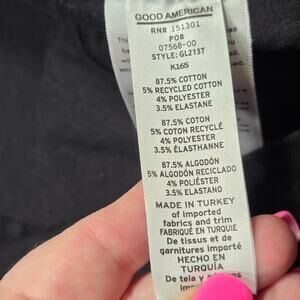 GOOD AMERICAN
RN# 151301
PO#
07568-00
STYLE: GL213T
K165
87.5% COTTON
5% RECYCLED COTTON
4% POLYESTER
3.5% ELASTANE
87.5% COTON
5% COTON RECYCLÉ
4% POLYESTER
3.5% ÉLASTHANNE
87.5% ALGODÓN
5% ALGODÓN RECICLADO
4% POLIÉSTER
3.5% ELASTANO
MADE IN TURKEY
of imported
fabrics and trim
FABRIQUÉ EN TURQUIE
De tissus et de
garnitures importés
HECHO EN
TURQUÍA
De tela y